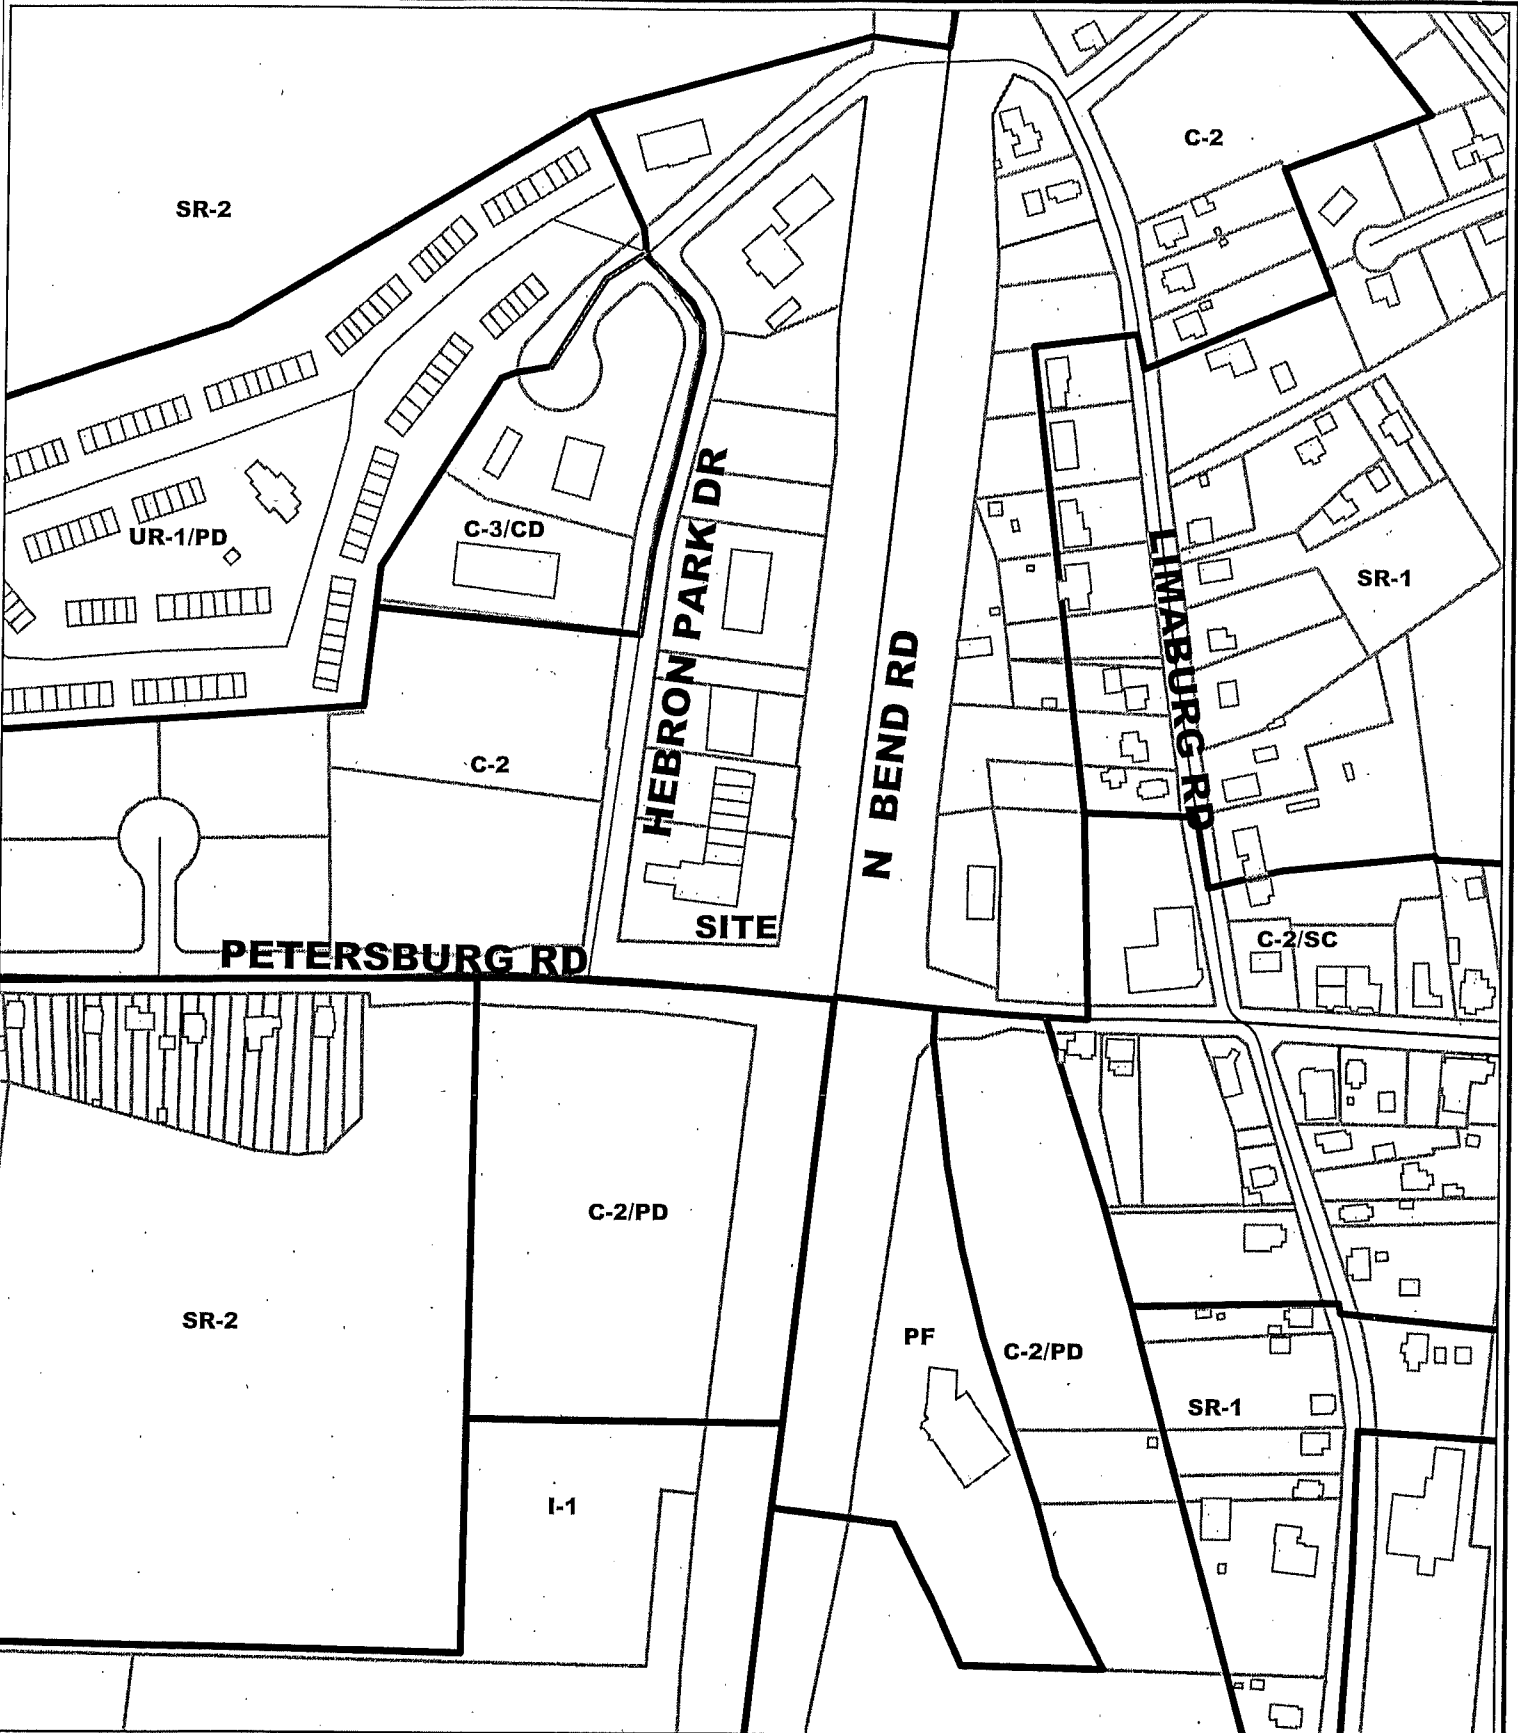 C-2
SR-2
UR-1/PD
C-3/CD
HEBRON PARK DR
LIMABURG RD
SR-1
N BEND RD
C-2
SITE
C-2/SC
PETERSBURG RD
C-2/PD
SR-2
PF
C-2/PD
SR-1
I-1